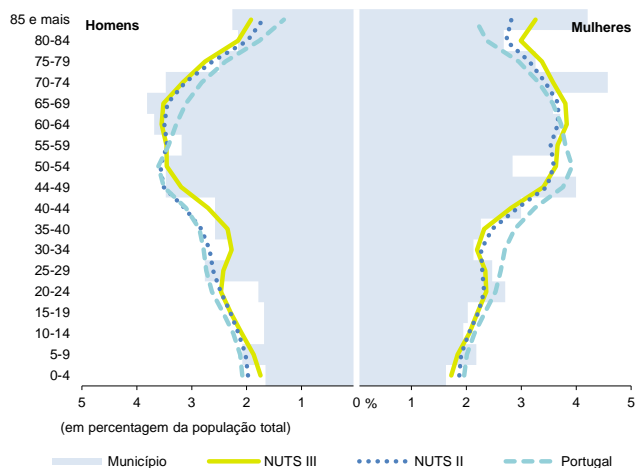 Homens
Mulheres
85 e mais
80-84
75-79
70-74
65-69
60-64
55-59
50-54
44-49
40-44
35-40
30-34
25-29
20-24
15-19
10-14
5-9
0-4
5 4 3 2 1 0 % 1 2 3 4 5
(em percentagem da população total)
Município NUTS III NUTS II Portugal